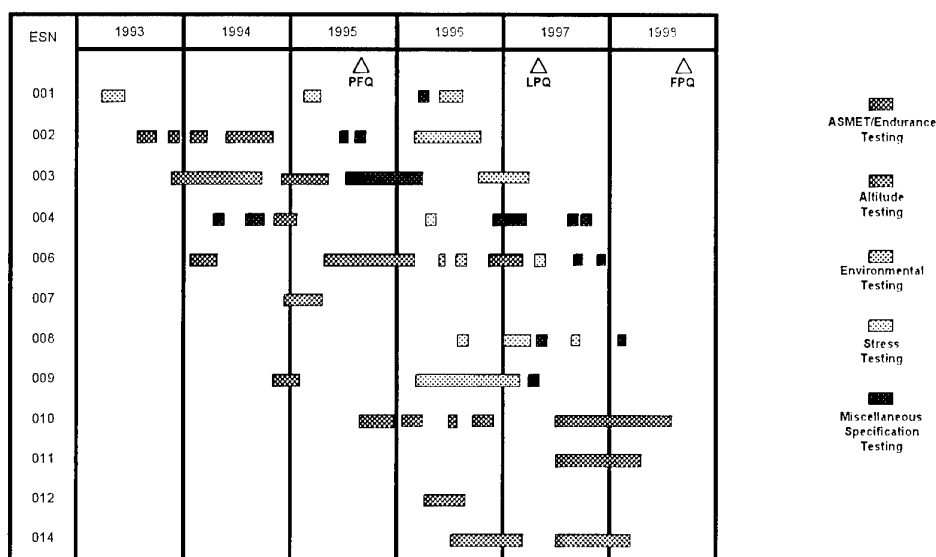 ESN 1993 1994 1995 1996 1997 1998
PFQ LPQ FPQ
001
002
003
004
006
007
008
009
010
011
012
014
ASMET/Endurance
Testing
Altitude
Testing
Environmental
Testing
Stress
Testing
Miscellaneous
Specification
Testing